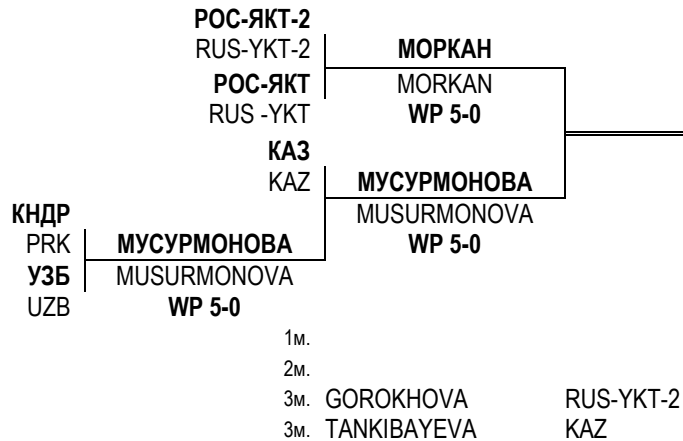 РОС-ЯКТ-2
RUS-YKT-2 МОРКАН
РОС-ЯКТ MORKAN
RUS -YKT WP 5-0
КАЗ
KAZ МУСУРМОНОВА
КНДР MUSURMONOVA
PRK МУСУРМОНОВА WP 5-0
УЗБ MUSURMONOVA
UZB WP 5-0
1м.
2м.
3м. GOROKHOVA RUS-YKT-2
3м. TANKIBAYEVA KAZ